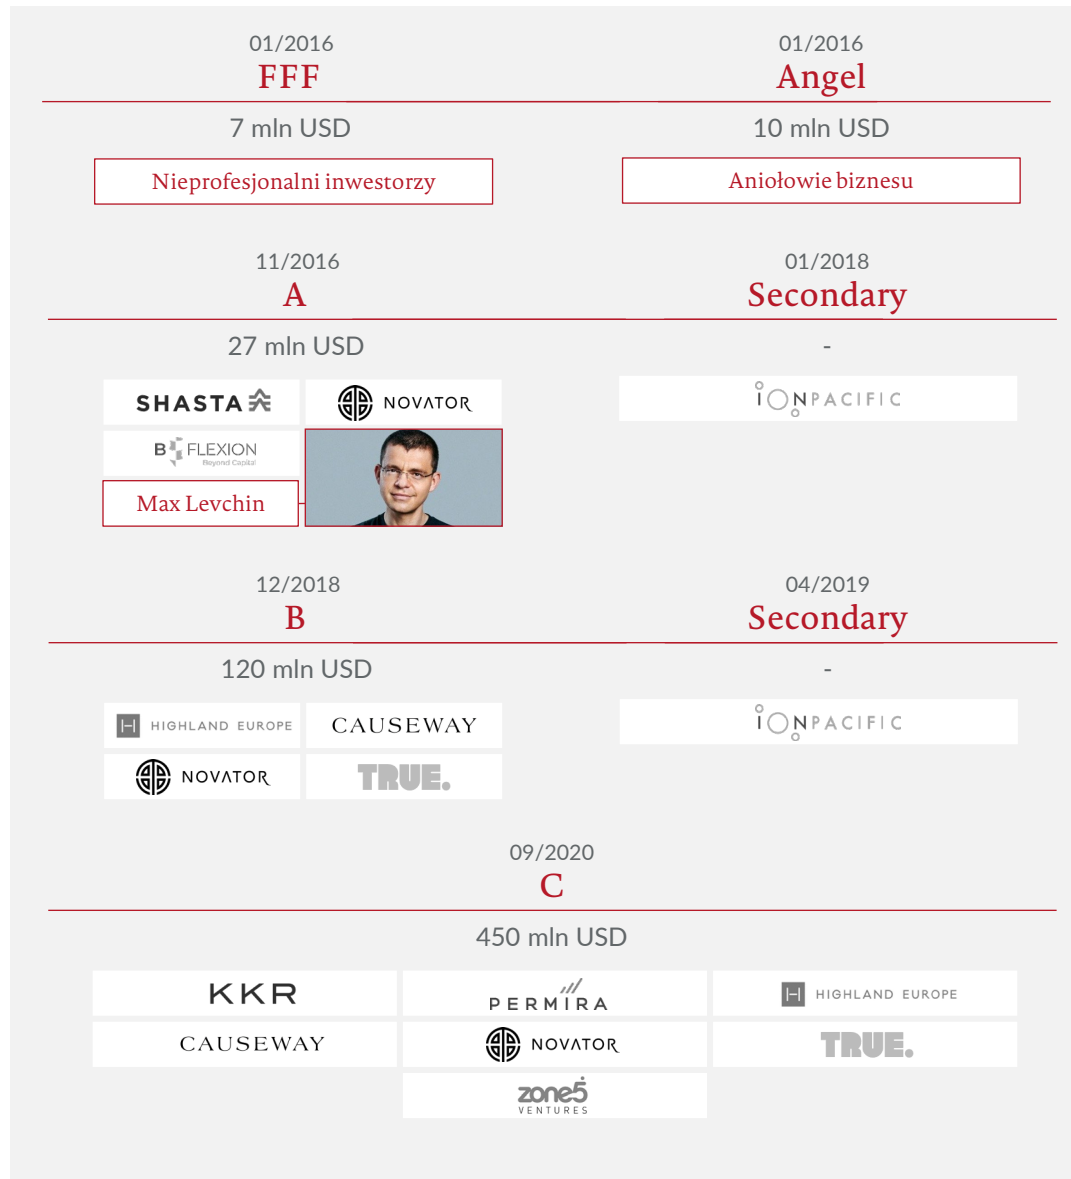 01/2016
FFF
7 mln USD
Nieprofesjonalni inwestorzy
01/2016
Angel
10 mln USD
Aniołowie biznesu
11/2016
A
27 mln USD
SHASTA
NOVATOR
B FLEXION
Beyond Capital
Max Levchin
01/2018
Secondary
-
iONPACIFIC
12/2018
B
120 mln USD
HIGHLAND EUROPE
CAUSEWAY
NOVATOR
TRUE.
04/2019
Secondary
-
iONPACIFIC
09/2020
C
450 mln USD
KKR
PERMIRA
HIGHLAND EUROPE
CAUSEWAY
NOVATOR
TRUE.
zone5
VENTURES